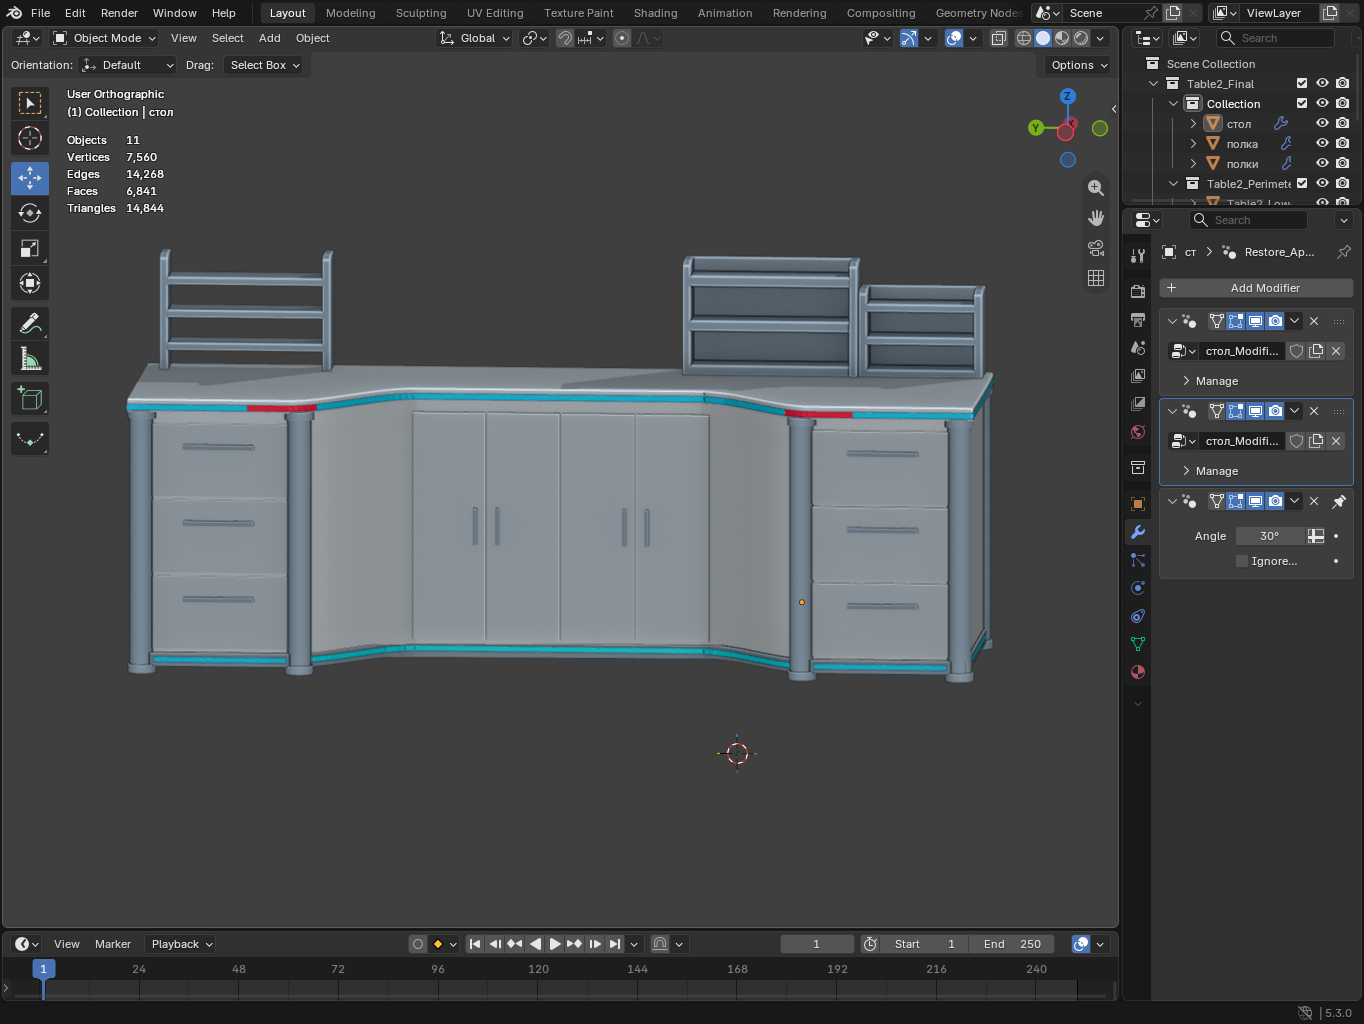 File Edit Render Window Help Layout Modeling Sculpting UV Editing Texture Paint Shading Animation Rendering Compositing Geometry Nodes Scene ViewLayer
Object Mode View Select Add Object Global Search
Orientation: Default Drag: Select Box Options
Scene Collection
Table2_Final
Collection
стол
полка
полки
Table2_Perimete
Table2_Low
User Orthographic
(1) Collection | стол
Objects 11
Vertices 7,560
Edges 14,268
Faces 6,841
Triangles 14,844
Z
Y
Search
ст Restore_Ap...
Add Modifier
стол_Modifi...
Manage
стол_Modifi...
Manage
Angle 30°
Ignore...
View Marker Playback 1 Start 1 End 250
1 24 48 72 96 120 144 168 192 216 240
5.3.0